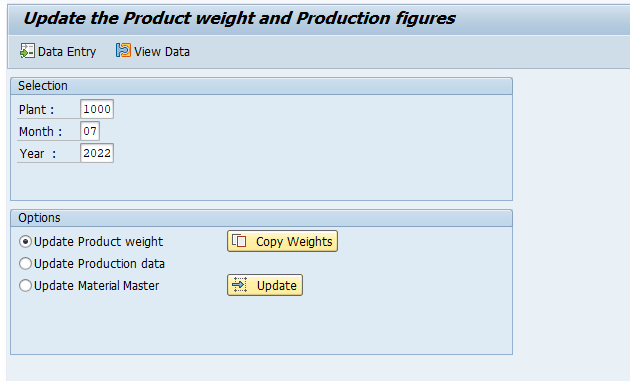 Update the Product weight and Production figures
Data Entry View Data
Selection
Plant : 1000
Month : 07
Year : 2022
Options
Update Product weight Copy Weights
Update Production data
Update Material Master Update